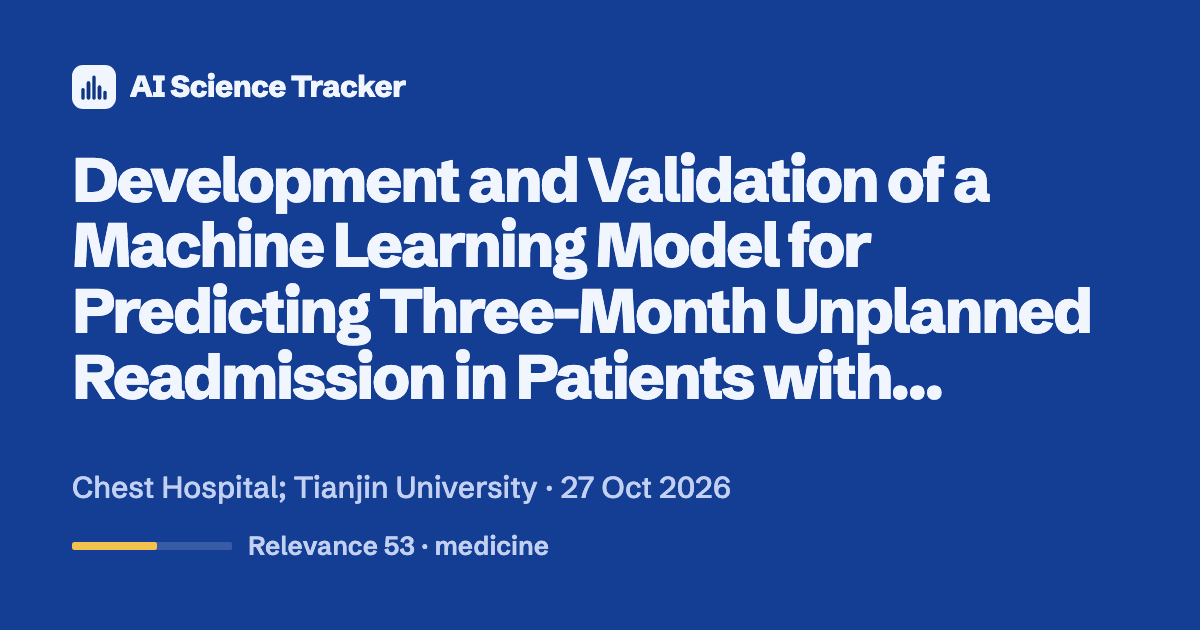 AI Science Tracker
Development and Validation of a
Machine Learning Model for
Predicting Three-Month Unplanned
Readmission in Patients with...
Chest Hospital; Tianjin University · 27 Oct 2026
Relevance 53 · medicine